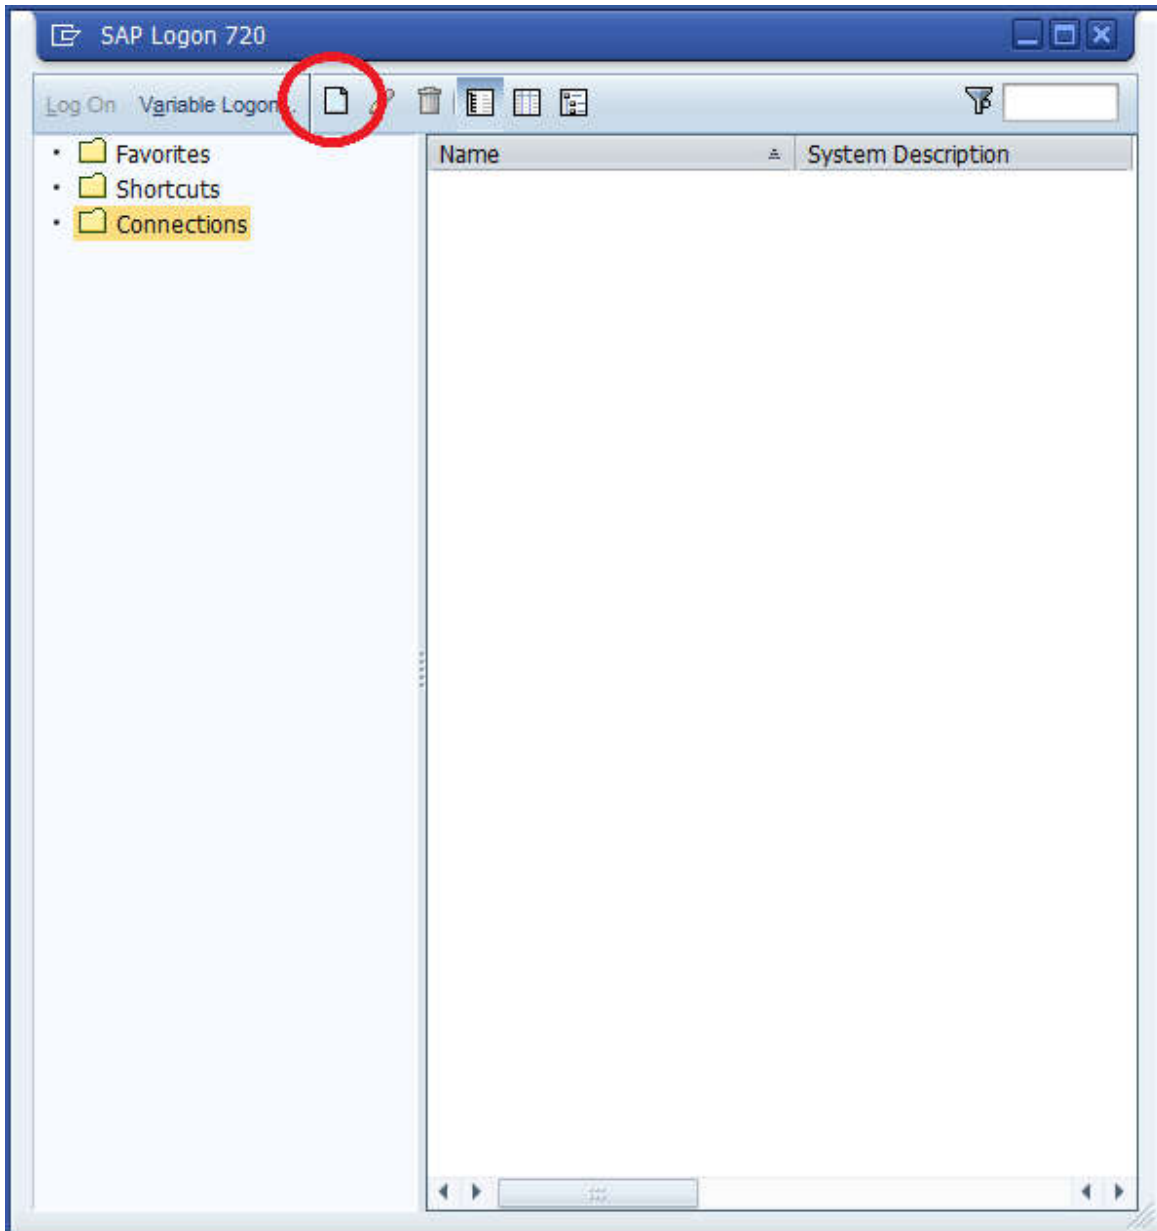 SAP Logon 720
Log On Variable Logon...
Favorites
Shortcuts
Connections
Name System Description